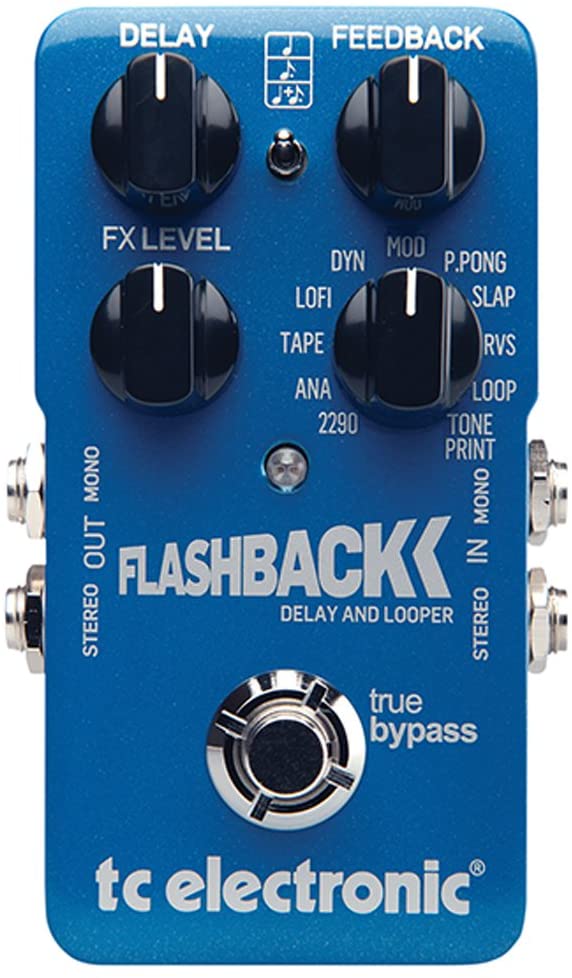 DELAY
FEEDBACK
FX LEVEL
MOD
DYN
P.PONG
LOFI
SLAP
TAPE
RVS
ANA
LOOP
2290
TONE
PRINT
STEREO OUT MONO
STEREO IN MONO
FLASHBACK
DELAY AND LOOPER
true
bypass
tc electronic®